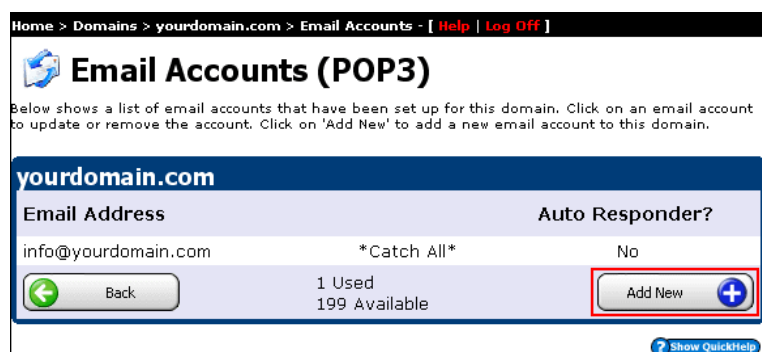 Home > Domains > yourdomain.com > Email Accounts - [ Help | Log Off ]
Email Accounts (POP3)
Below shows a list of email accounts that have been set up for this domain. Click on an email account
to update or remove the account. Click on 'Add New' to add a new email account to this domain.
yourdomain.com
Email Address Auto Responder?
info@yourdomain.com *Catch All* No
Back 1 Used Add New
199 Available
? Show QuickHelp